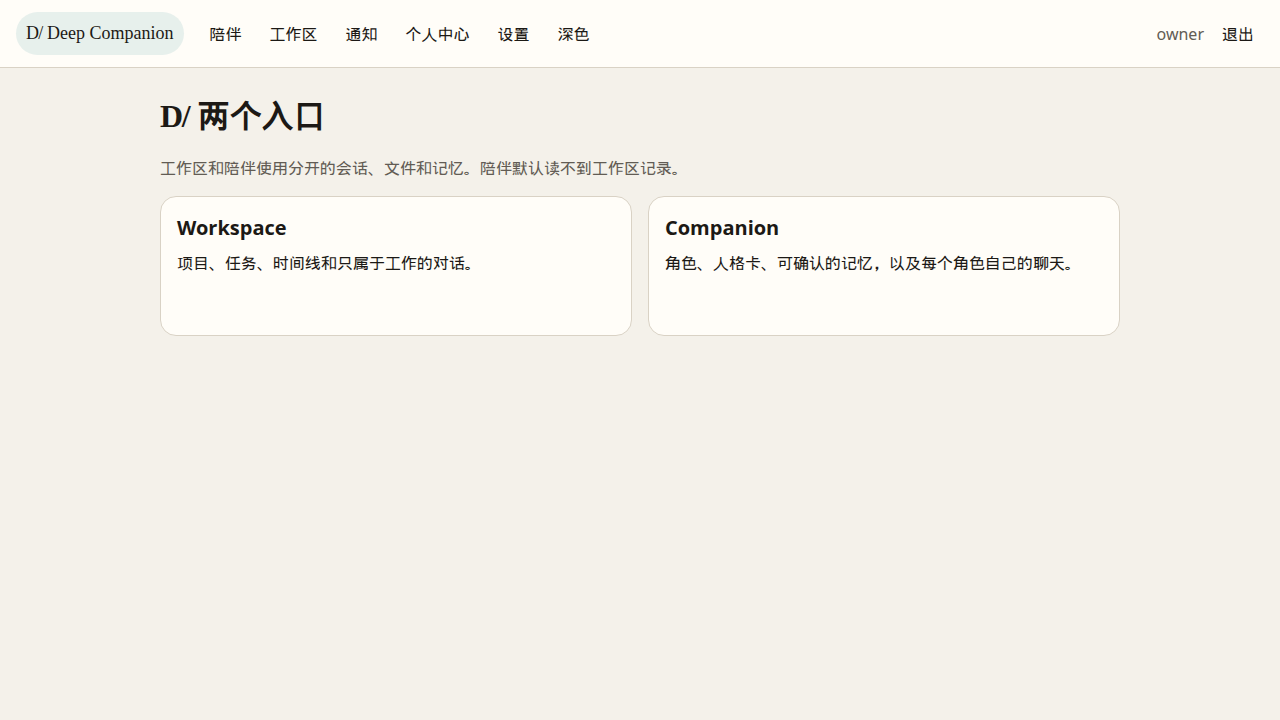 D/ Deep Companion 陪伴 工作区 通知 个人中心 设置 深色 owner 退出
D/ 两个入口
工作区和陪伴使用分开的会话、文件和记忆。陪伴默认读不到工作区记录。
Workspace
项目、任务、时间线和只属于工作的对话。
Companion
角色、人格卡、可确认的记忆，以及每个角色自己的聊天。